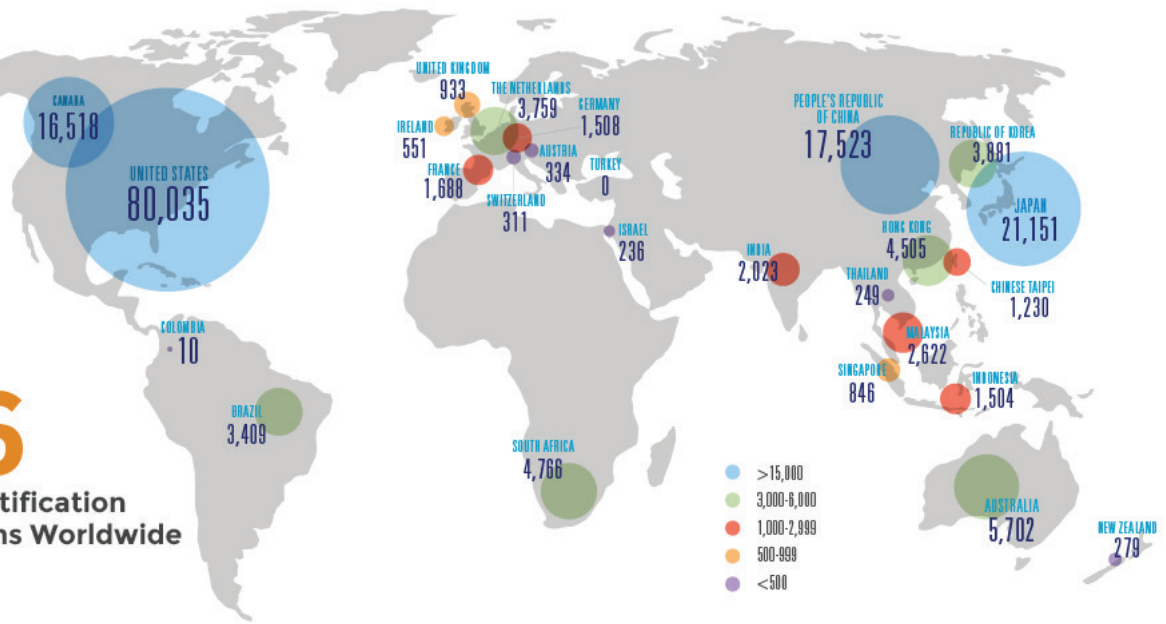 CANADA
16,518
UNITED STATES
80,035
COLOMBIA
10
BRAZIL
3,409
S
tification
ns Worldwide
UNITED KINGDOM
933
THE NETHERLANDS
3,759
GERMANY
1,508
IRELAND
551
FRANCE
1,688
AUSTRIA
334
SWITZERLAND
311
TURKEY
0
ISRAEL
236
SOUTH AFRICA
4,766
PEOPLE'S REPUBLIC
OF CHINA
17,523
REPUBLIC OF KOREA
3,881
JAPAN
21,151
HONG KONG
4,505
INDIA
2,023
THAILAND
249
CHINESE TAIPEI
1,230
MALAYSIA
2,622
SINGAPORE
846
INDONESIA
1,504
AUSTRALIA
5,702
NEW ZEALAND
279
>15,000
3,000-6,000
1,000-2,999
500-999
<500